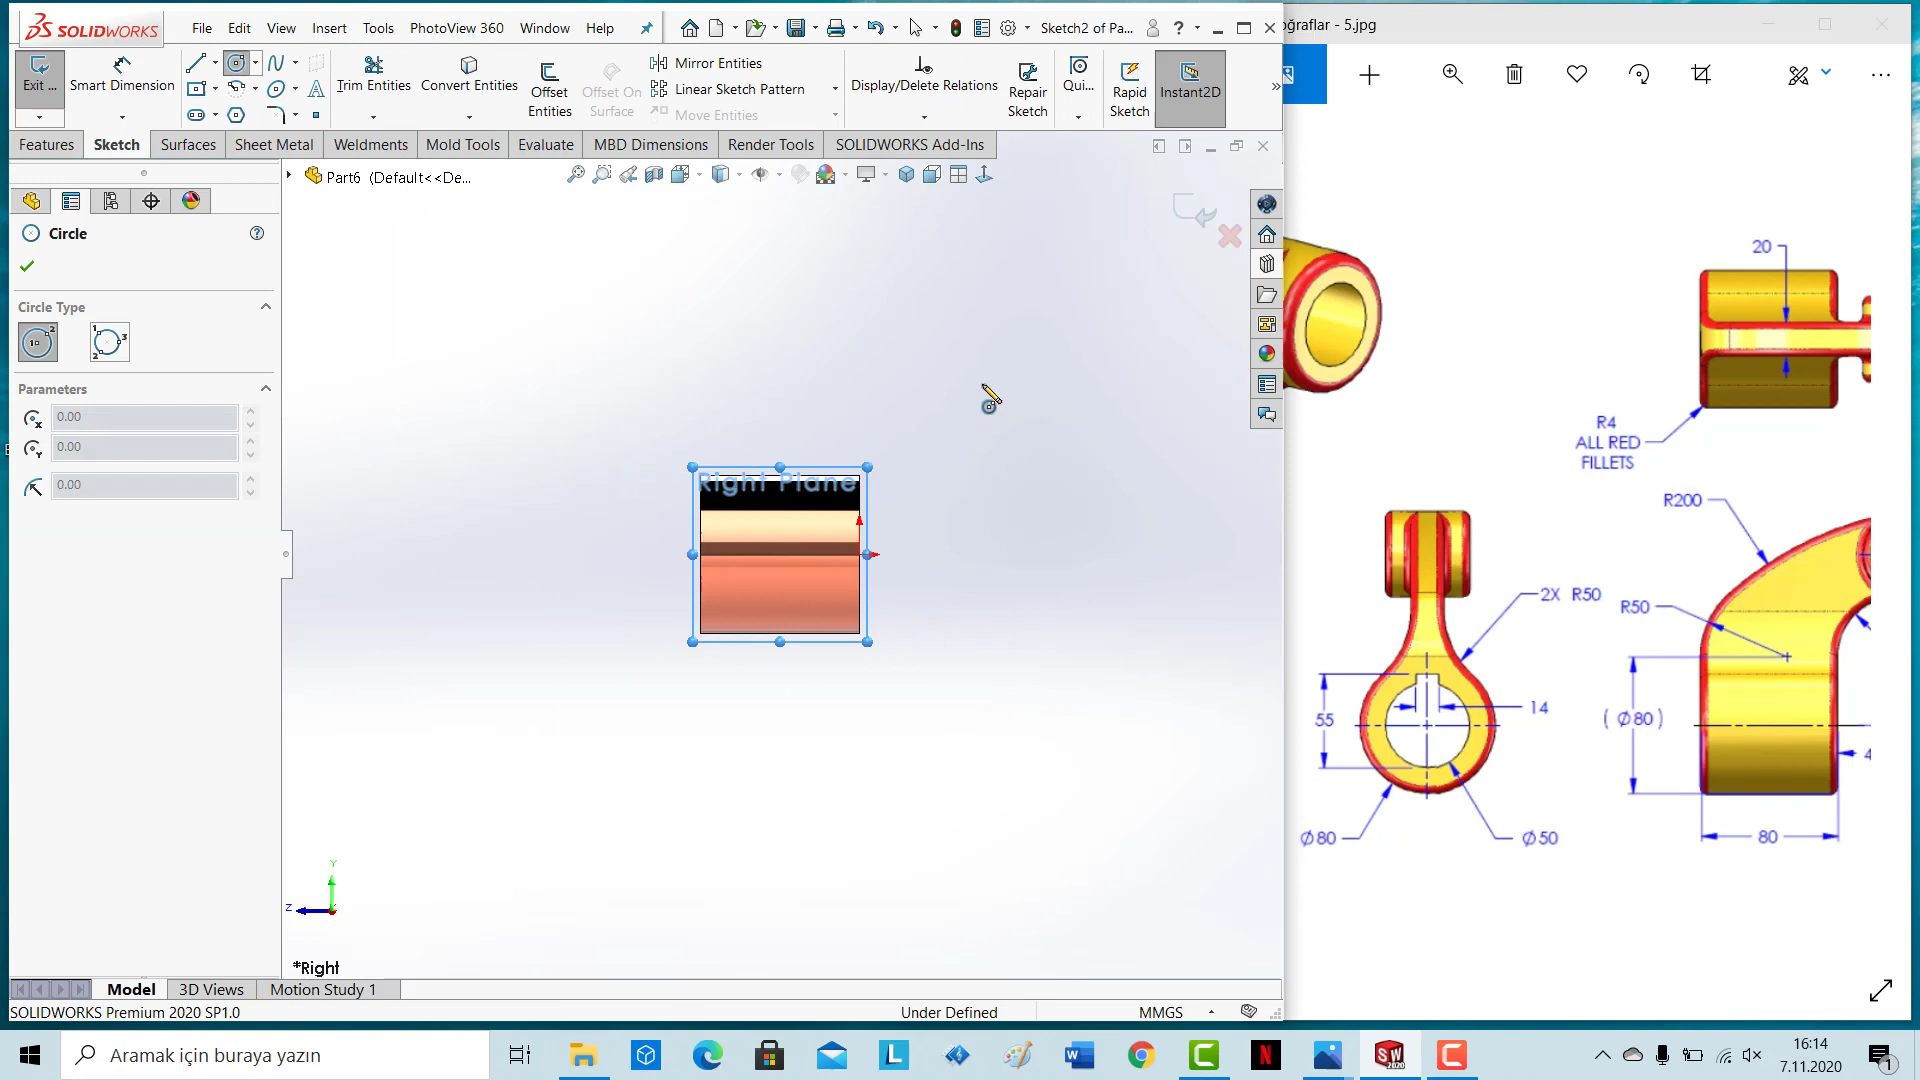 SOLIDWORKS
File Edit View Insert Tools PhotoView 360 Window Help
Sketch2 of Pa...
oğraflar - 5.jpg
Exit ...
Smart Dimension
Trim Entities
Convert Entities
Offset Entities
Offset On Surface
Mirror Entities
Linear Sketch Pattern
Move Entities
Display/Delete Relations
Repair Sketch
Qui...
Rapid Sketch
Instant2D
Features Sketch Surfaces Sheet Metal Weldments Mold Tools Evaluate MBD Dimensions Render Tools SOLIDWORKS Add-Ins
Part6 (Default<<De...
Circle
Circle Type
Parameters
0.00
0.00
0.00
Right Plane
Y
Z
*Right
20
R4
ALL RED
FILLETS
R200
2X R50
R50
55
14
(Ø80)
4
Ø80
Ø50
80
Model 3D Views Motion Study 1
SOLIDWORKS Premium 2020 SP1.0
Under Defined
MMGS
Aramak için buraya yazın
16:14
7.11.2020
1